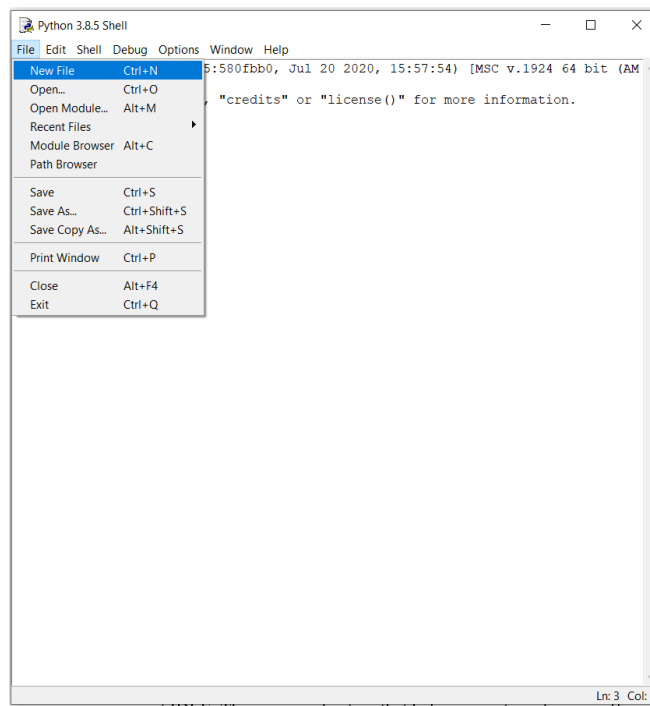 Python 3.8.5 Shell
File Edit Shell Debug Options Window Help
5:580fbb0, Jul 20 2020, 15:57:54) [MSC v.1924 64 bit (AM
, "credits" or "license()" for more information.
New File Ctrl+N
Open... Ctrl+O
Open Module... Alt+M
Recent Files
Module Browser Alt+C
Path Browser
Save Ctrl+S
Save As... Ctrl+Shift+S
Save Copy As... Alt+Shift+S
Print Window Ctrl+P
Close Alt+F4
Exit Ctrl+Q
Ln: 3 Col: